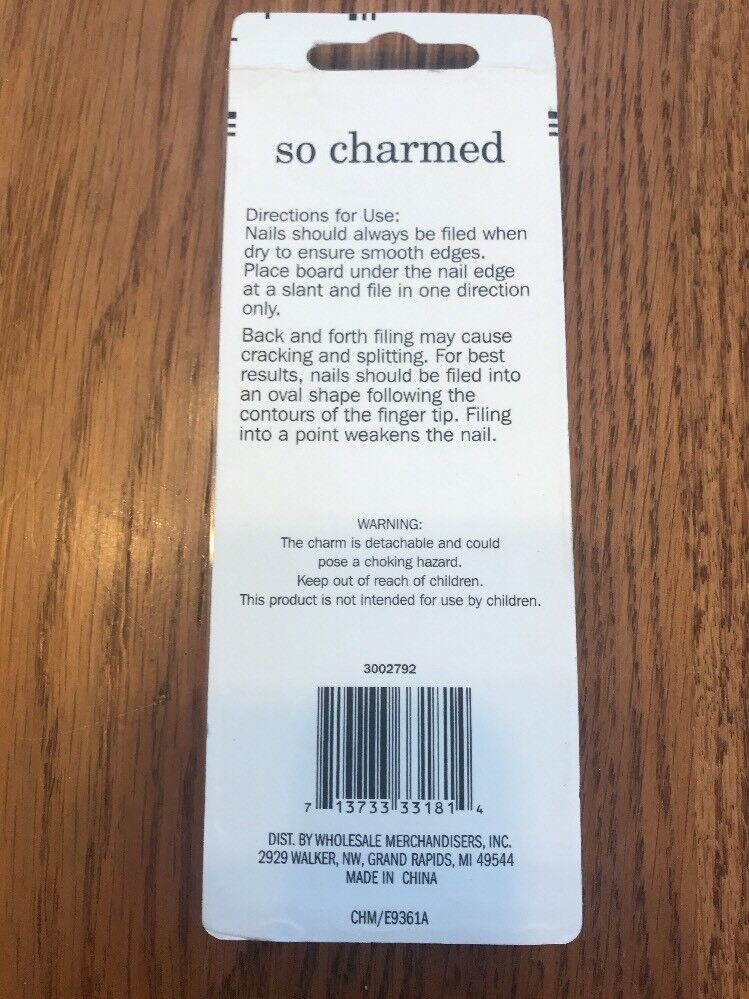 so charmed
Directions for Use:
Nails should always be filed when
dry to ensure smooth edges.
Place board under the nail edge
at a slant and file in one direction
only.
Back and forth filing may cause
cracking and splitting. For best
results, nails should be filed into
an oval shape following the
contours of the finger tip. Filing
into a point weakens the nail.
WARNING:
The charm is detachable and could
pose a choking hazard.
Keep out of reach of children.
This product is not intended for use by children.
3002792
7 13733 33181 4
DIST. BY WHOLESALE MERCHANDISERS, INC.
2929 WALKER, NW, GRAND RAPIDS, MI 49544
MADE IN CHINA
CHM/E9361A